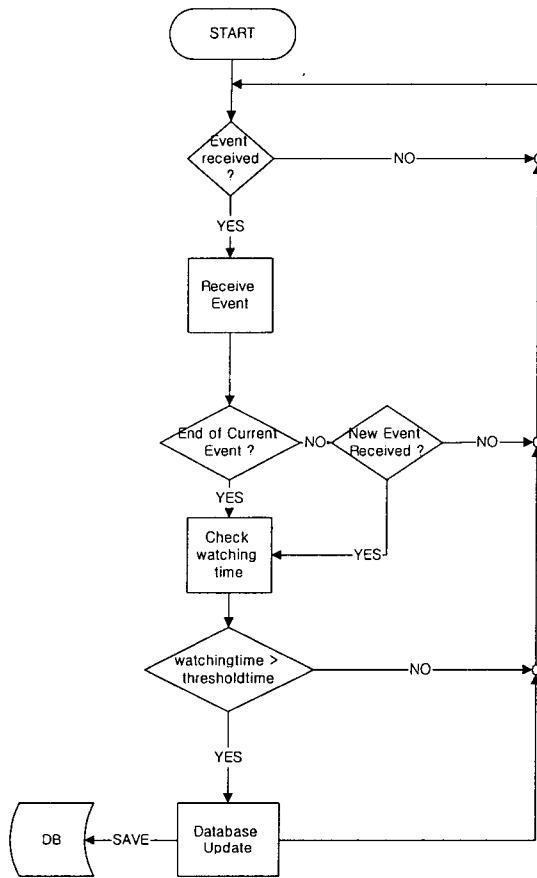 START
Event
received
?
NO
YES
Receive
Event
End of Current
Event ?
NO
New Event
Received ?
NO
YES
YES
Check
watching
time
watchingtime >
thresholdtime
NO
YES
DB
SAVE
Database
Update